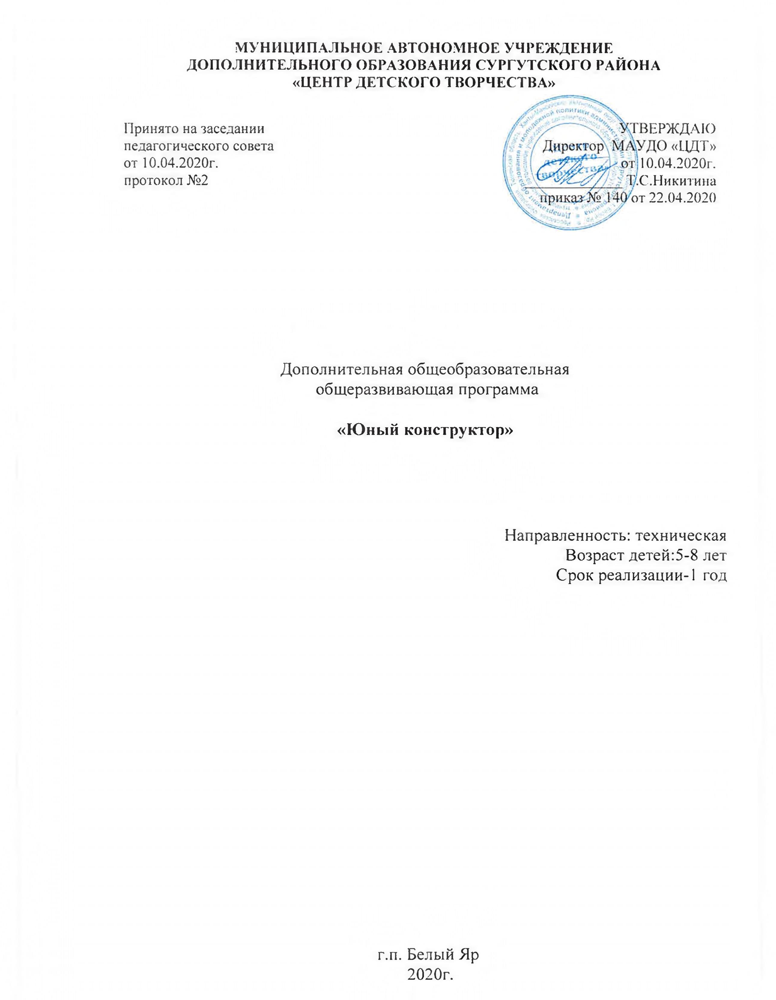 МУНИЦИПАЛЬНОЕ АВТОНОМНОЕ УЧРЕЖДЕНИЕ
ДОПОЛНИТЕЛЬНОГО ОБРАЗОВАНИЯ СУРГУТСКОГО РАЙОНА
«ЦЕНТР ДЕТСКОГО ТВОРЧЕСТВА»
Принято на заседании
педагогического совета
от 10.04.2020г.
протокол №2
УТВЕРЖДАЮ
Директор МАУДО «ЦДТ»
от 10.04.2020г.
Т.С.Никитина
приказ № 140 от 22.04.2020
детского
творчества»
Дополнительная общеобразовательная
общеразвивающая программа
«Юный конструктор»
Направленность: техническая
Возраст детей:5-8 лет
Срок реализации-1 год
г.п. Белый Яр
2020г.